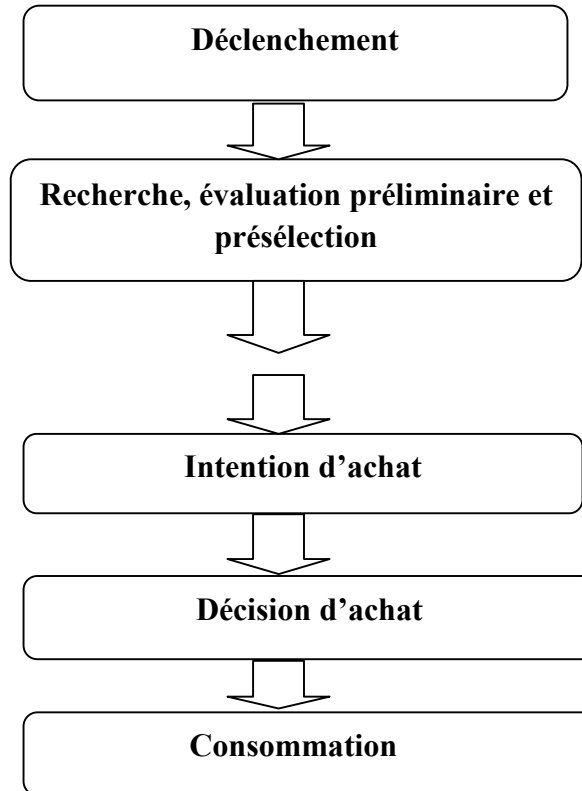 Déclenchement
Recherche, évaluation préliminaire et
présélection
Intention d’achat
Décision d’achat
Consommation